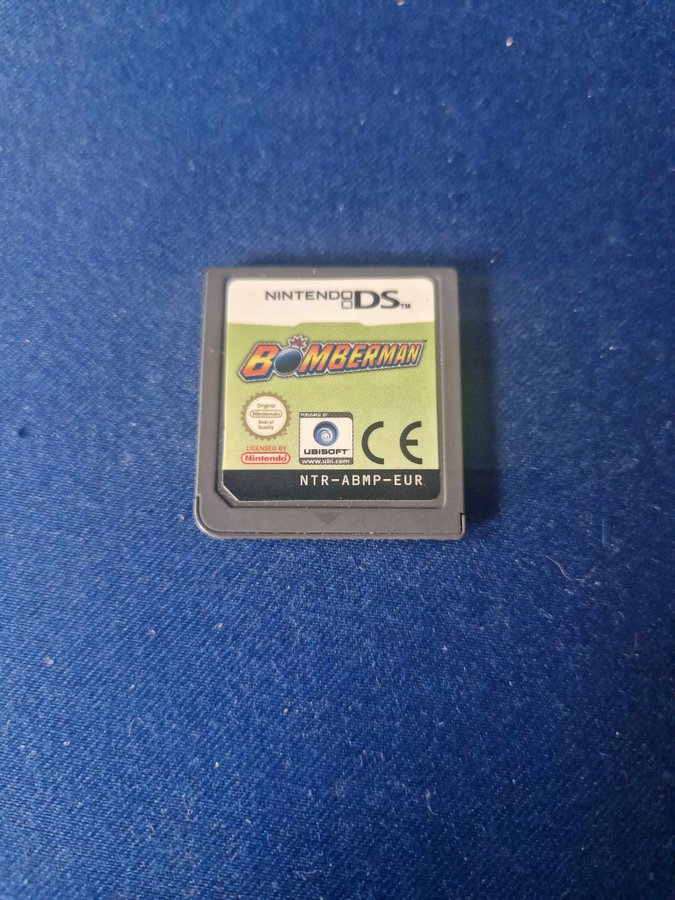 NINTENDO DS™
BOMBERMAN
Original
Nintendo
Seal of
Quality
LICENSED BY
Nintendo
PUBLISHED BY
UBISOFT
www.ubi.com
CE
NTR-ABMP-EUR